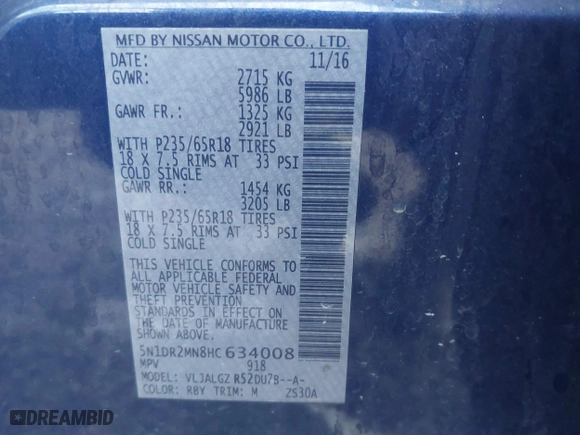 MFD BY NISSAN MOTOR CO., LTD.
DATE: 11/16
GVWR: 2715 KG
5986 LB
GAWR FR.: 1325 KG
2921 LB
WITH P235/65R18 TIRES
18 X 7.5 RIMS AT 33 PSI
COLD SINGLE
GAWR RR.: 1454 KG
3205 LB
WITH P235/65R18 TIRES
18 X 7.5 RIMS AT 33 PSI
COLD SINGLE
THIS VEHICLE CONFORMS TO
ALL APPLICABLE FEDERAL
MOTOR VEHICLE SAFETY AND
THEFT PREVENTION
STANDARDS IN EFFECT ON
THE DATE OF MANUFACTURE
SHOWN ABOVE.
5N1DR2MN8HC634008
MPV 918
MODEL: VLJALGZ R52DU7B--A-
COLOR: RBY TRIM: M ZS30A
DREAMBID